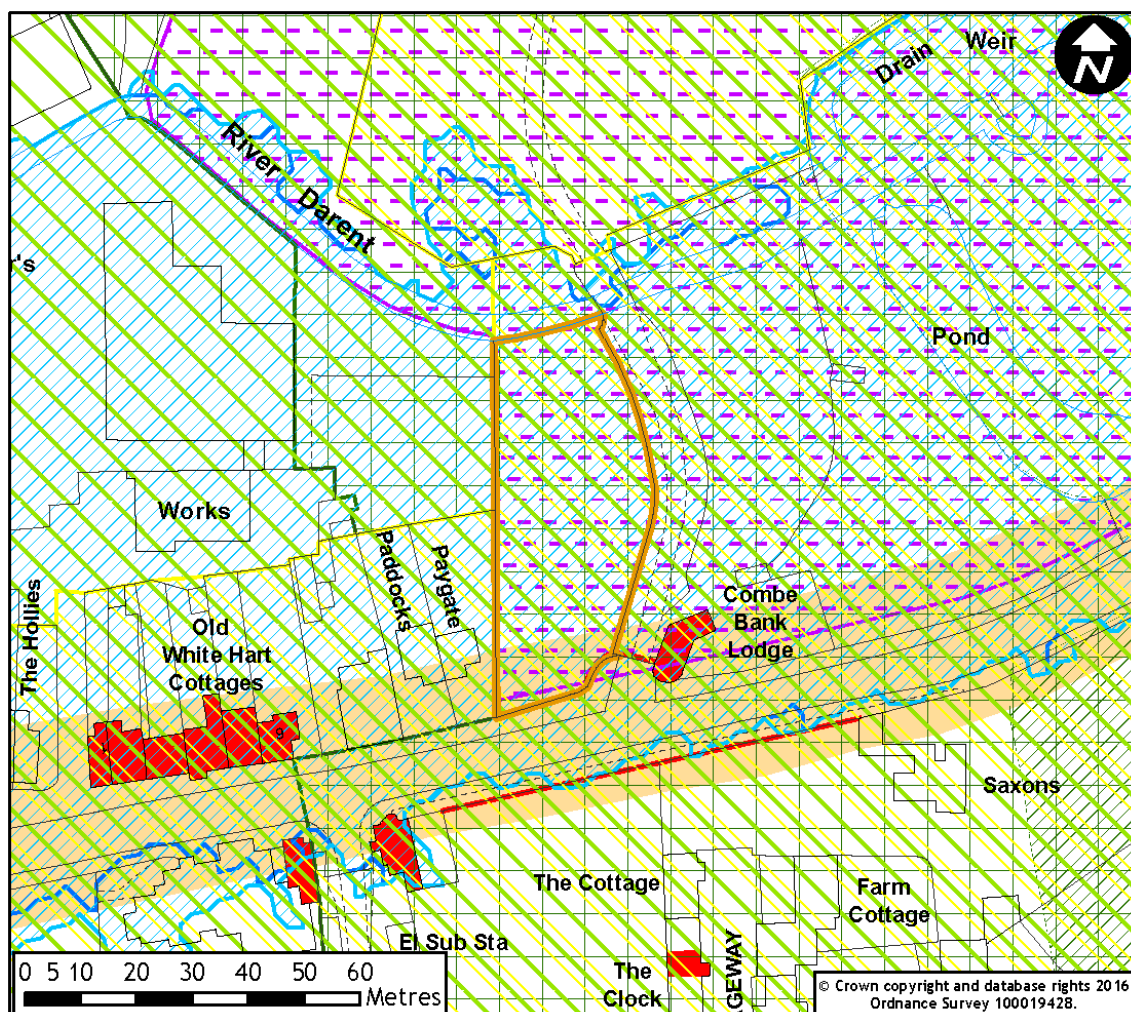 Weir
Drain
N
River Darent
r's
Pond
Works
Paddocks
Paygate
The Hollies
Old
White Hart
Cottages
9
Combe
Bank
Lodge
Saxons
The Cottage
Farm
Cottage
El Sub Sta
The
Clock
GEWAY
0 5 10 20 30 40 50 60
Metres
© Crown copyright and database rights 2016
Ordnance Survey 100019428.